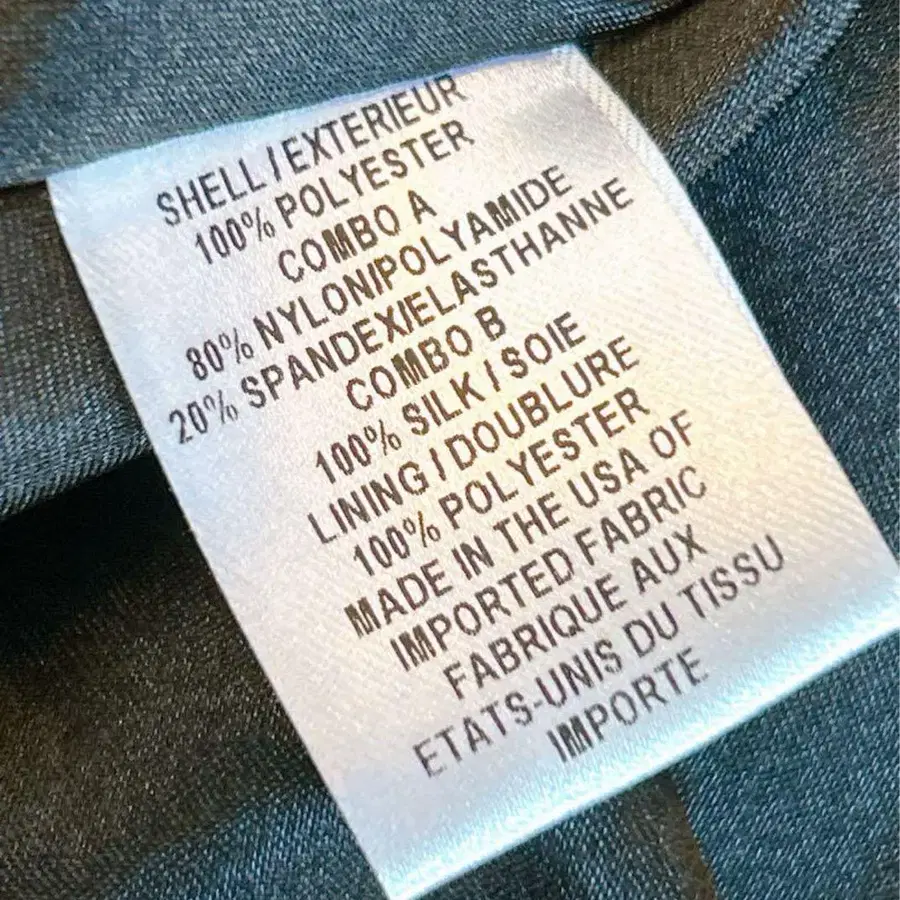 SHELL / EXTERIEUR
100% POLYESTER
COMBO A
80% NYLON/POLYAMIDE
20% SPANDEX/ELASTHANNE
COMBO B
100% SILK / SOIE
LINING / DOUBLURE
100% POLYESTER
MADE IN THE USA OF
IMPORTED FABRIC
FABRIQUE AUX
ETATS-UNIS DU TISSU
IMPORTE